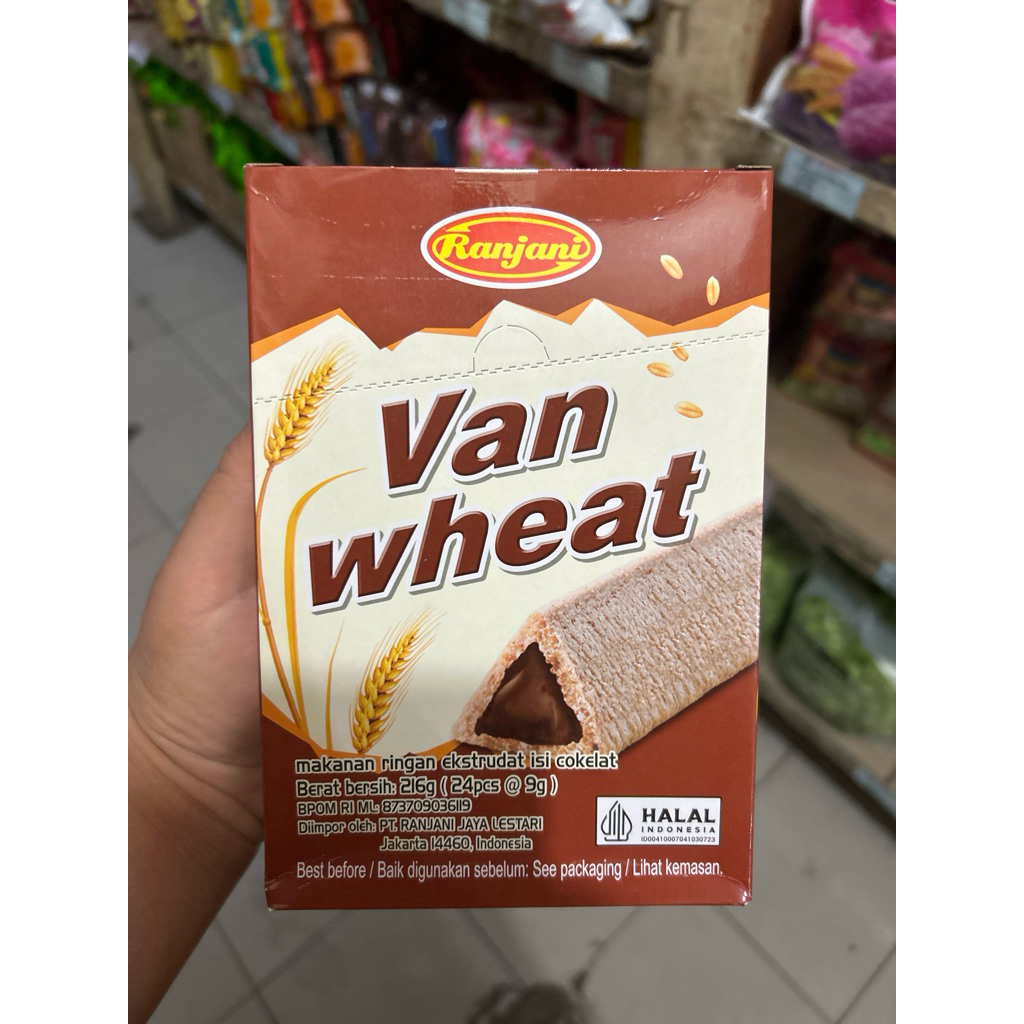 Ranjani
Van
wheat
makanan ringan ekstrudat isi cokelat
Berat bersih: 216g ( 24pcs @ 9g )
BPOM RI ML: 873709036119
Diimpor oleh: PT. RANJANI JAYA LESTARI
Jakarta 14460, Indonesia
HALAL
INDONESIA
ID00410007041030723
Best before / Baik digunakan sebelum: See packaging / Lihat kemasan.